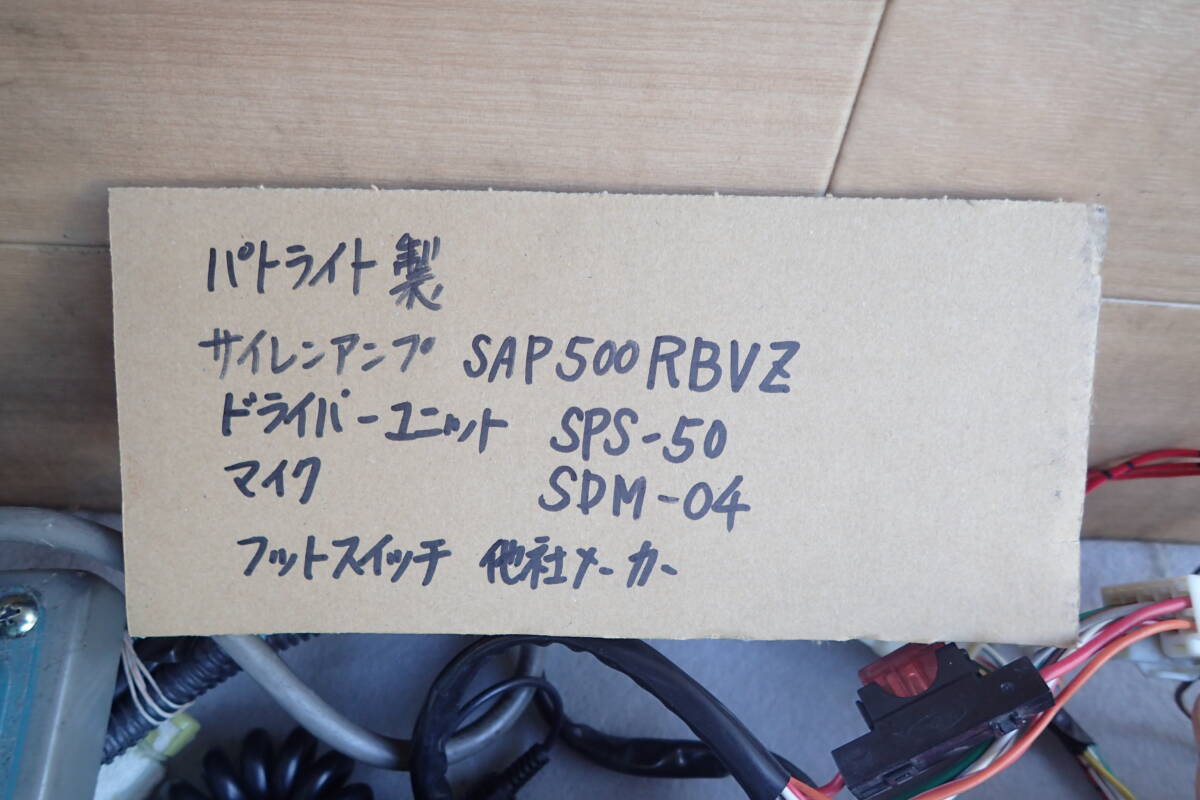 パトライト製
サイレンアンプ SAP500RBVZ
ドライバーユニット SPS-50
マイク SDM-04
フットスイッチ 他社メーカー